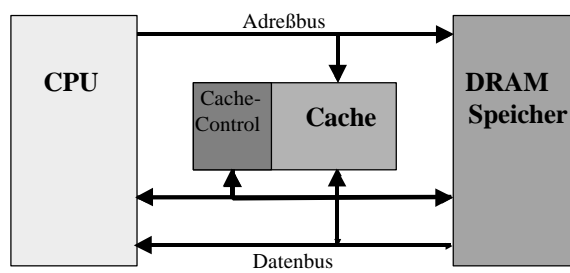 Adreßbus
CPU
Cache-
Control
Cache
DRAM
Speicher
Datenbus